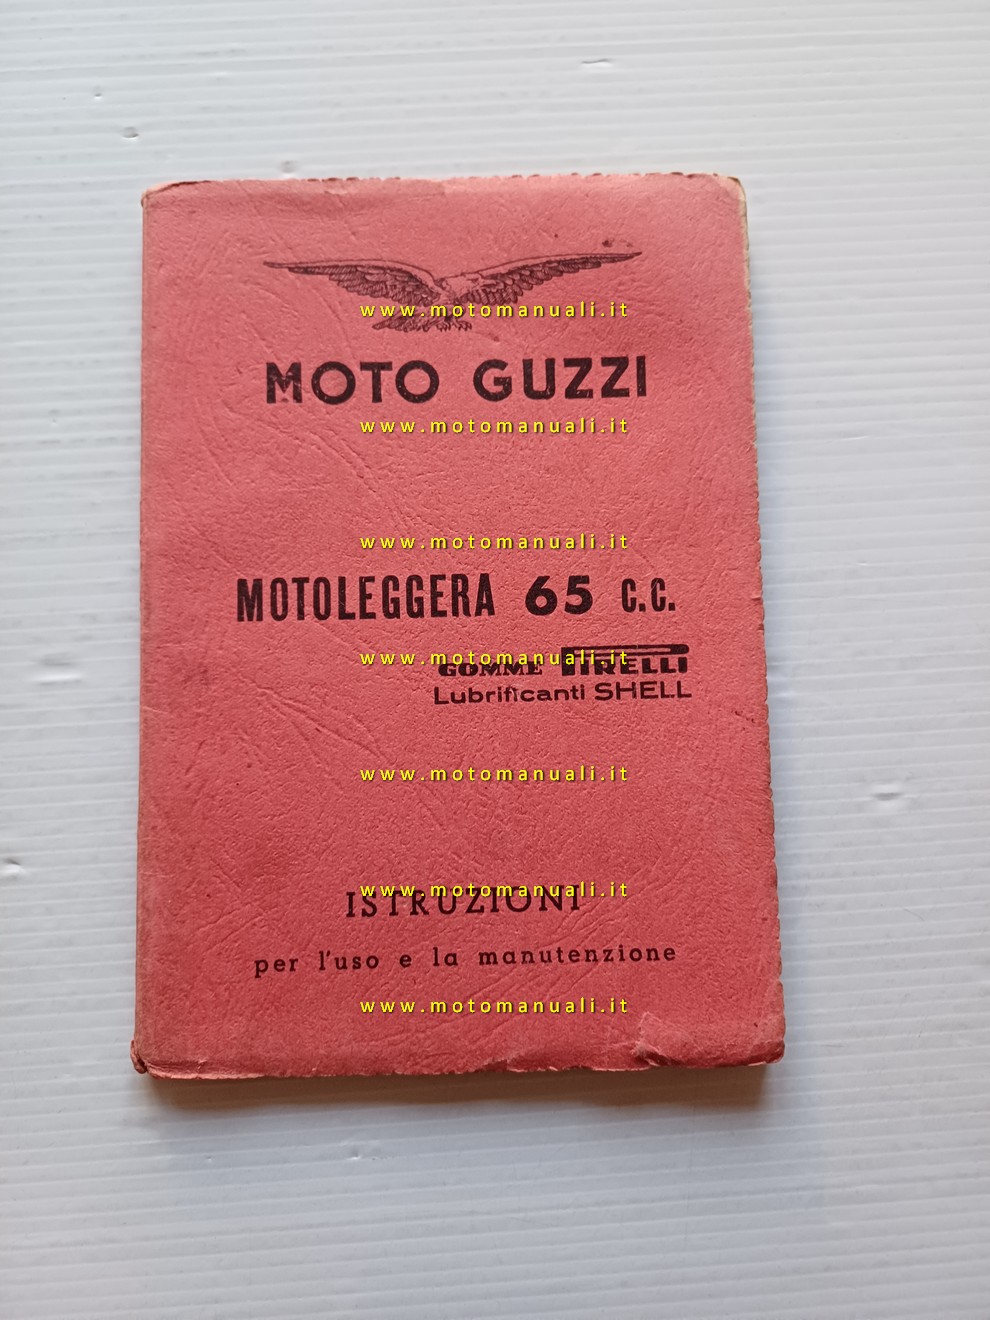 www.motomanuali.it
MOTO GUZZI
www.motomanuali.it
www.motomanuali.it
MOTOLEGGERA 65 C.C.
www.motomanuali.it
GOMME PIRELLI
Lubrificanti SHELL
www.motomanuali.it
www.motomanuali.it
ISTRUZIONI
per l'uso e la manutenzione
www.motomanuali.it